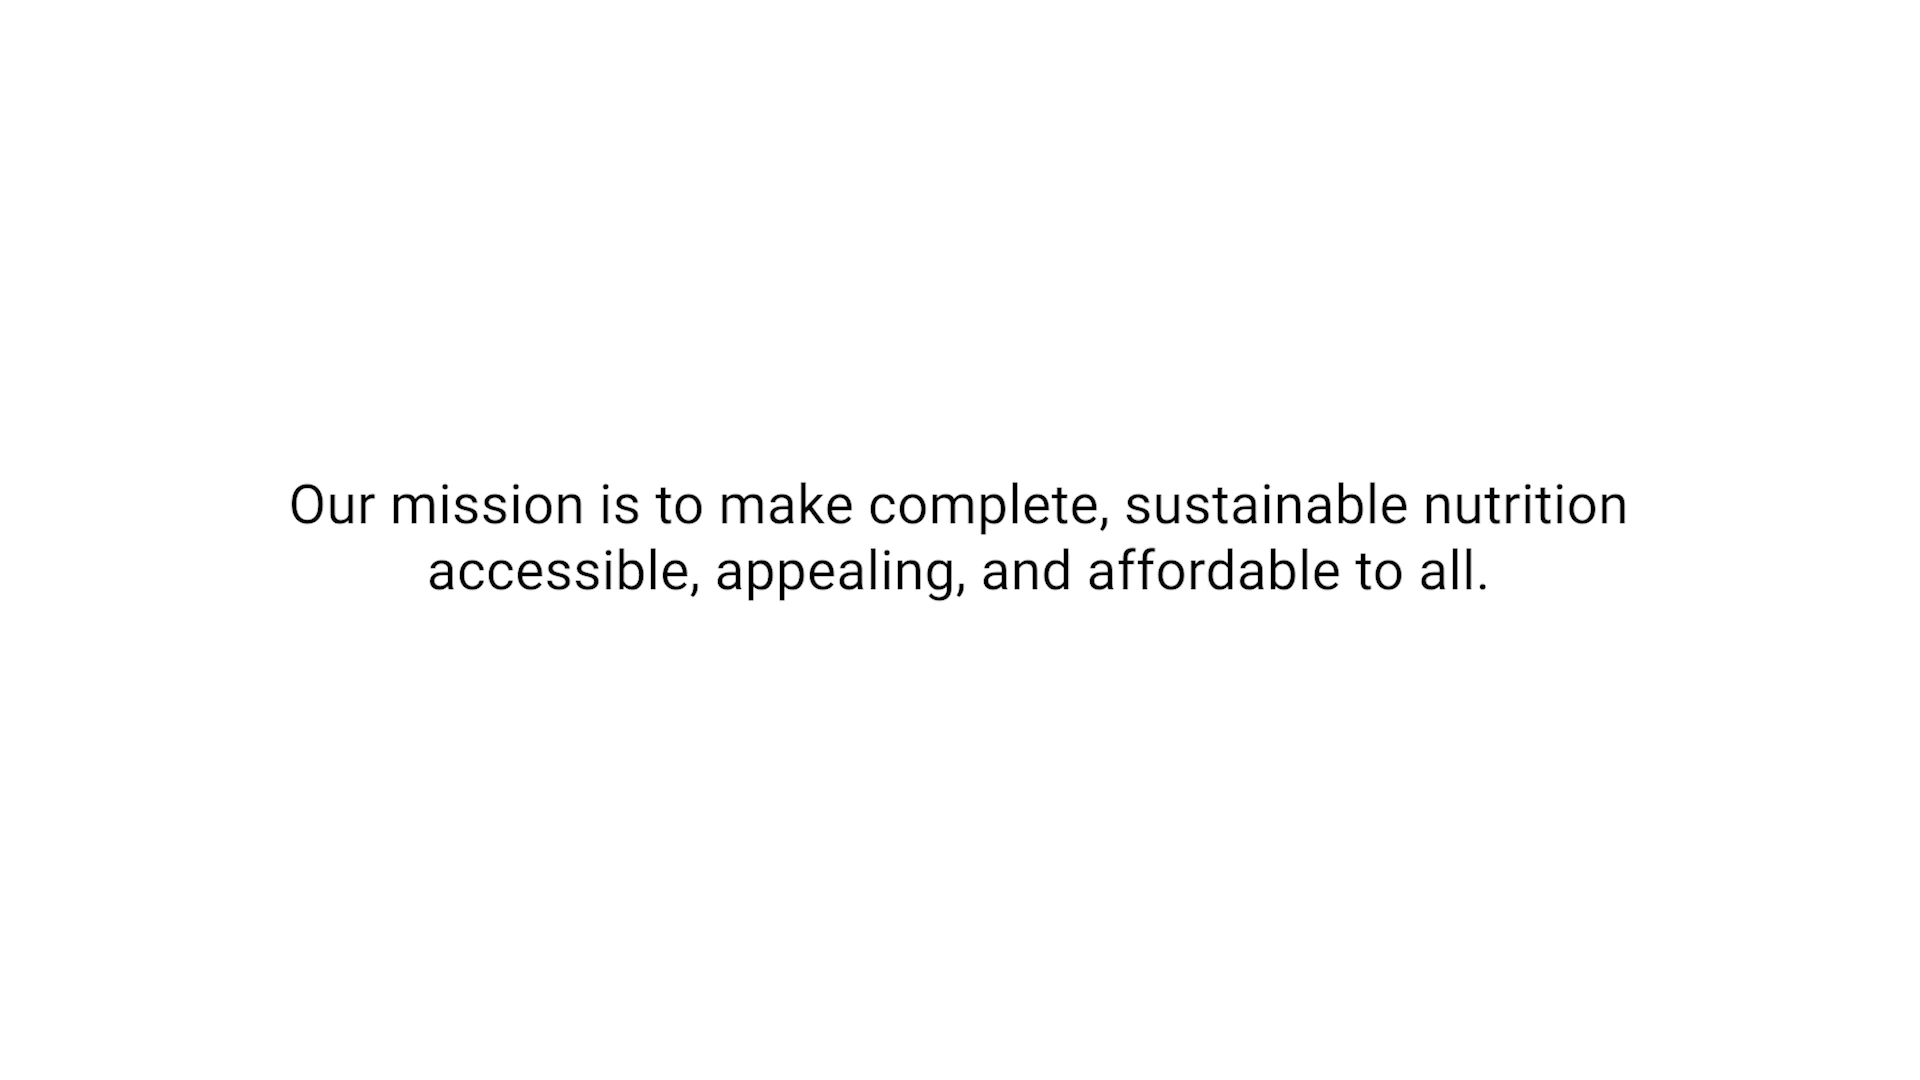 Our mission is to make complete, sustainable nutrition
accessible, appealing, and affordable to all.